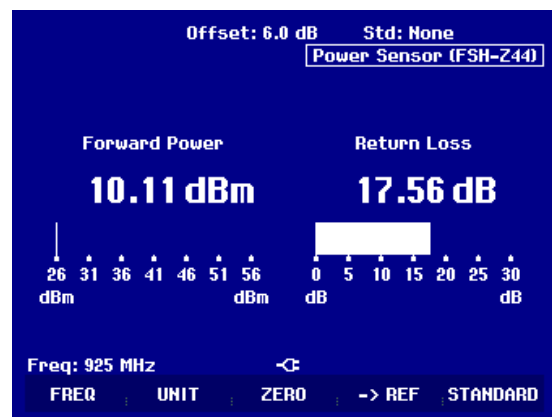 Offset: 6.0 dB Std: None
Power Sensor (FSH-Z44)
Forward Power Return Loss
10.11 dBm 17.56 dB
26 31 36 41 46 51 56 0 5 10 15 20 25 30
dBm dBm dB dB
Freq: 925 MHz
FREQ UNIT ZERO -> REF STANDARD